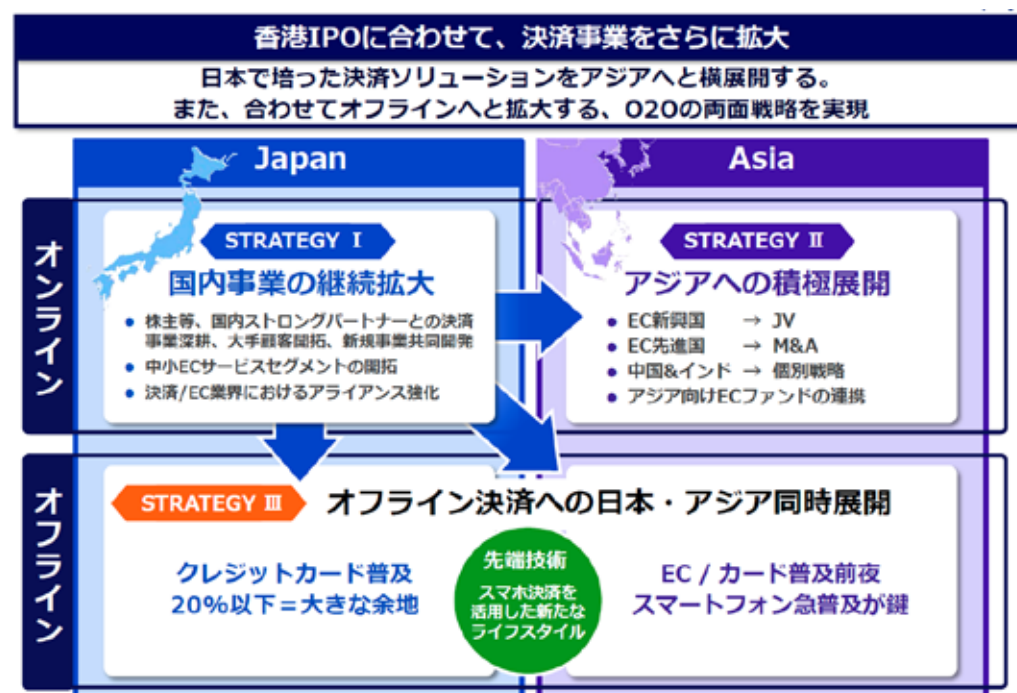 香港IPOに合わせて、決済事業をさらに拡大
日本で培った決済ソリューションをアジアへと横展開する。
また、合わせてオフラインへと拡大する、O2Oの両面戦略を実現
Japan
Asia
オンライン
STRATEGY Ⅰ
国内事業の継続拡大
• 株主等、国内ストロングパートナーとの決済
事業深耕、大手顧客開拓、新規事業共同開発
• 中小ECサービスセグメントの開拓
• 決済/EC業界におけるアライアンス強化
STRATEGY Ⅱ
アジアへの積極展開
• EC新興国 → JV
• EC先進国 → M&A
• 中国&インド → 個別戦略
• アジア向けECファンドの連携
オフライン
STRATEGY Ⅲ
オフライン決済への日本・アジア同時展開
クレジットカード普及
20%以下=大きな余地
先端技術
スマホ決済を
活用した新たな
ライフスタイル
EC / カード普及前夜
スマートフォン急普及が鍵